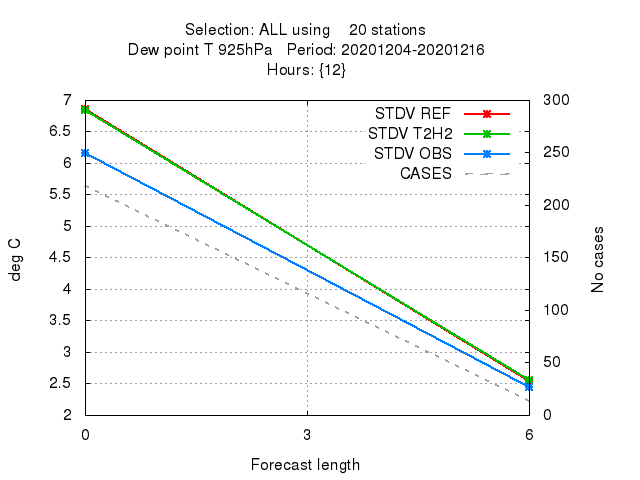 Selection: ALL using    20 stations
Dew point T 925hPa   Period: 20201204-20201216
Hours: {12}
7
6.5
6
5.5
5
4.5
4
3.5
3
2.5
2
deg C
STDV REF
STDV T2H2
STDV OBS
CASES
300
250
200
150
100
50
0
No cases
0
3
6
Forecast length